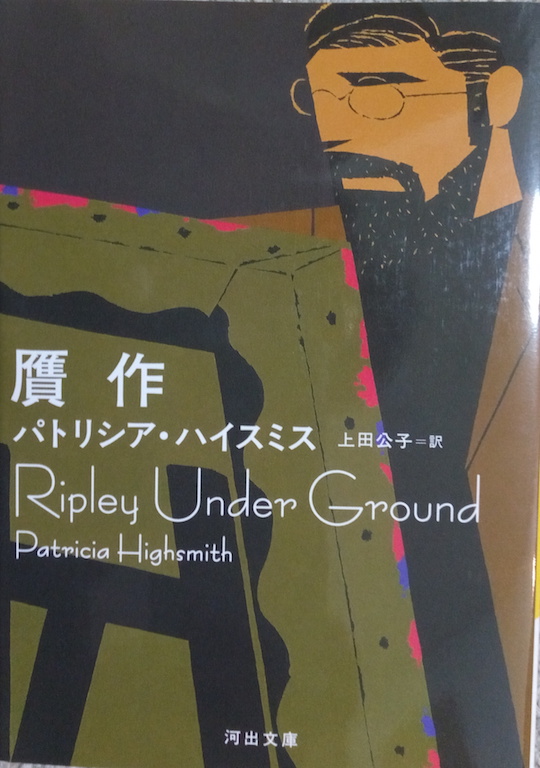 贋作
パトリシア・ハイスミス 上田公子=訳
Ripley Under Ground
Patricia Highsmith
河出文庫